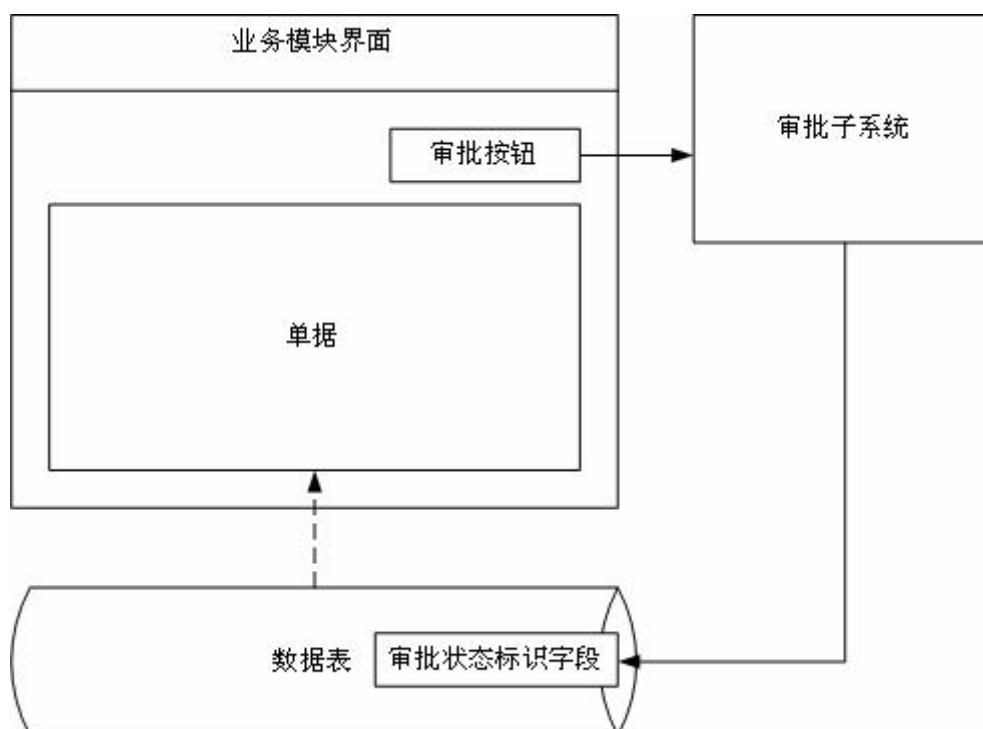 业务模块界面
审批按钮
审批子系统
单据
数据表
审批状态标识字段